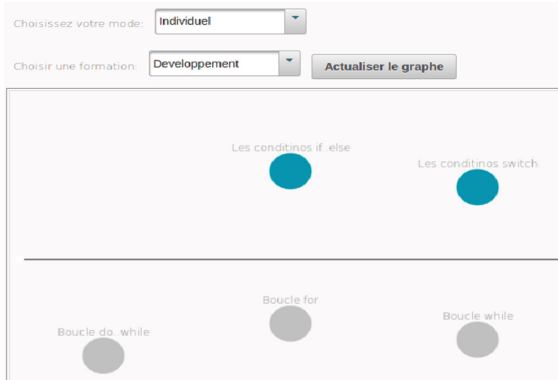 Choisissez votre mode: Individuel
Choisir une formation: Developpement Actualiser le graphe
Les conditinos if..else
Les conditinos switch
Boucle for
Boucle while
Boucle do..while